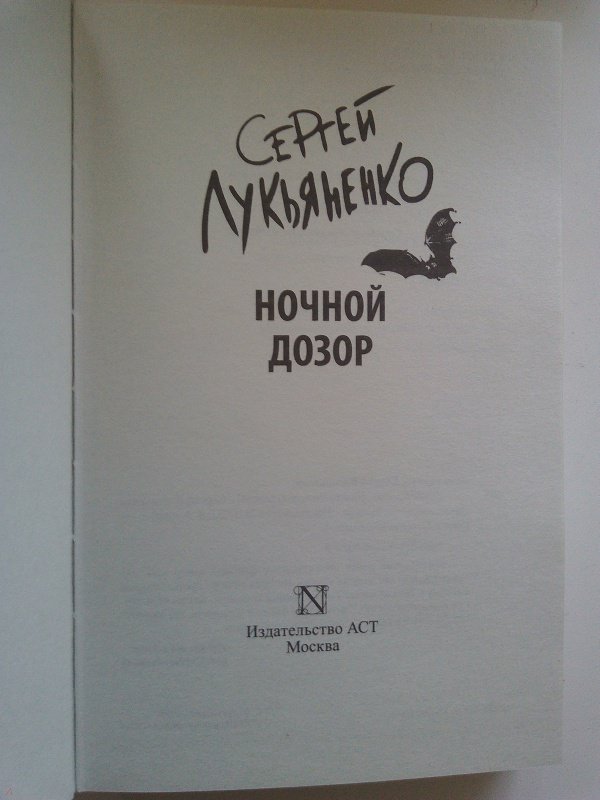 Сергей
Лукьяненко
НОЧНОЙ
ДОЗОР
N
Издательство АСТ
Москва